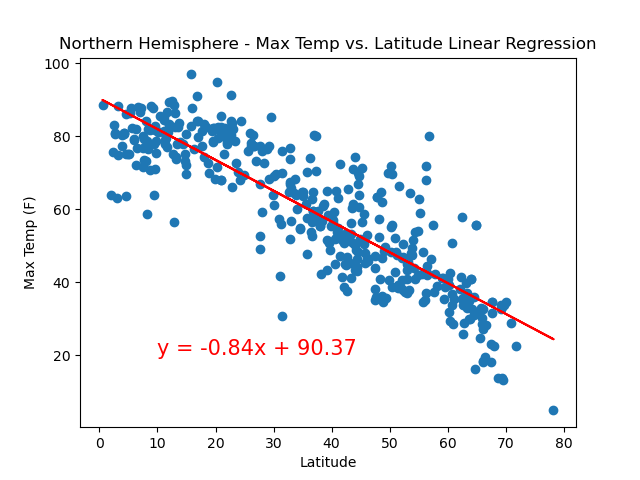 Northern Hemisphere - Max Temp vs. Latitude Linear Regression
100
80
60
40
20
Max Temp (F)
y = -0.84x + 90.37
0 10 20 30 40 50 60 70 80
Latitude